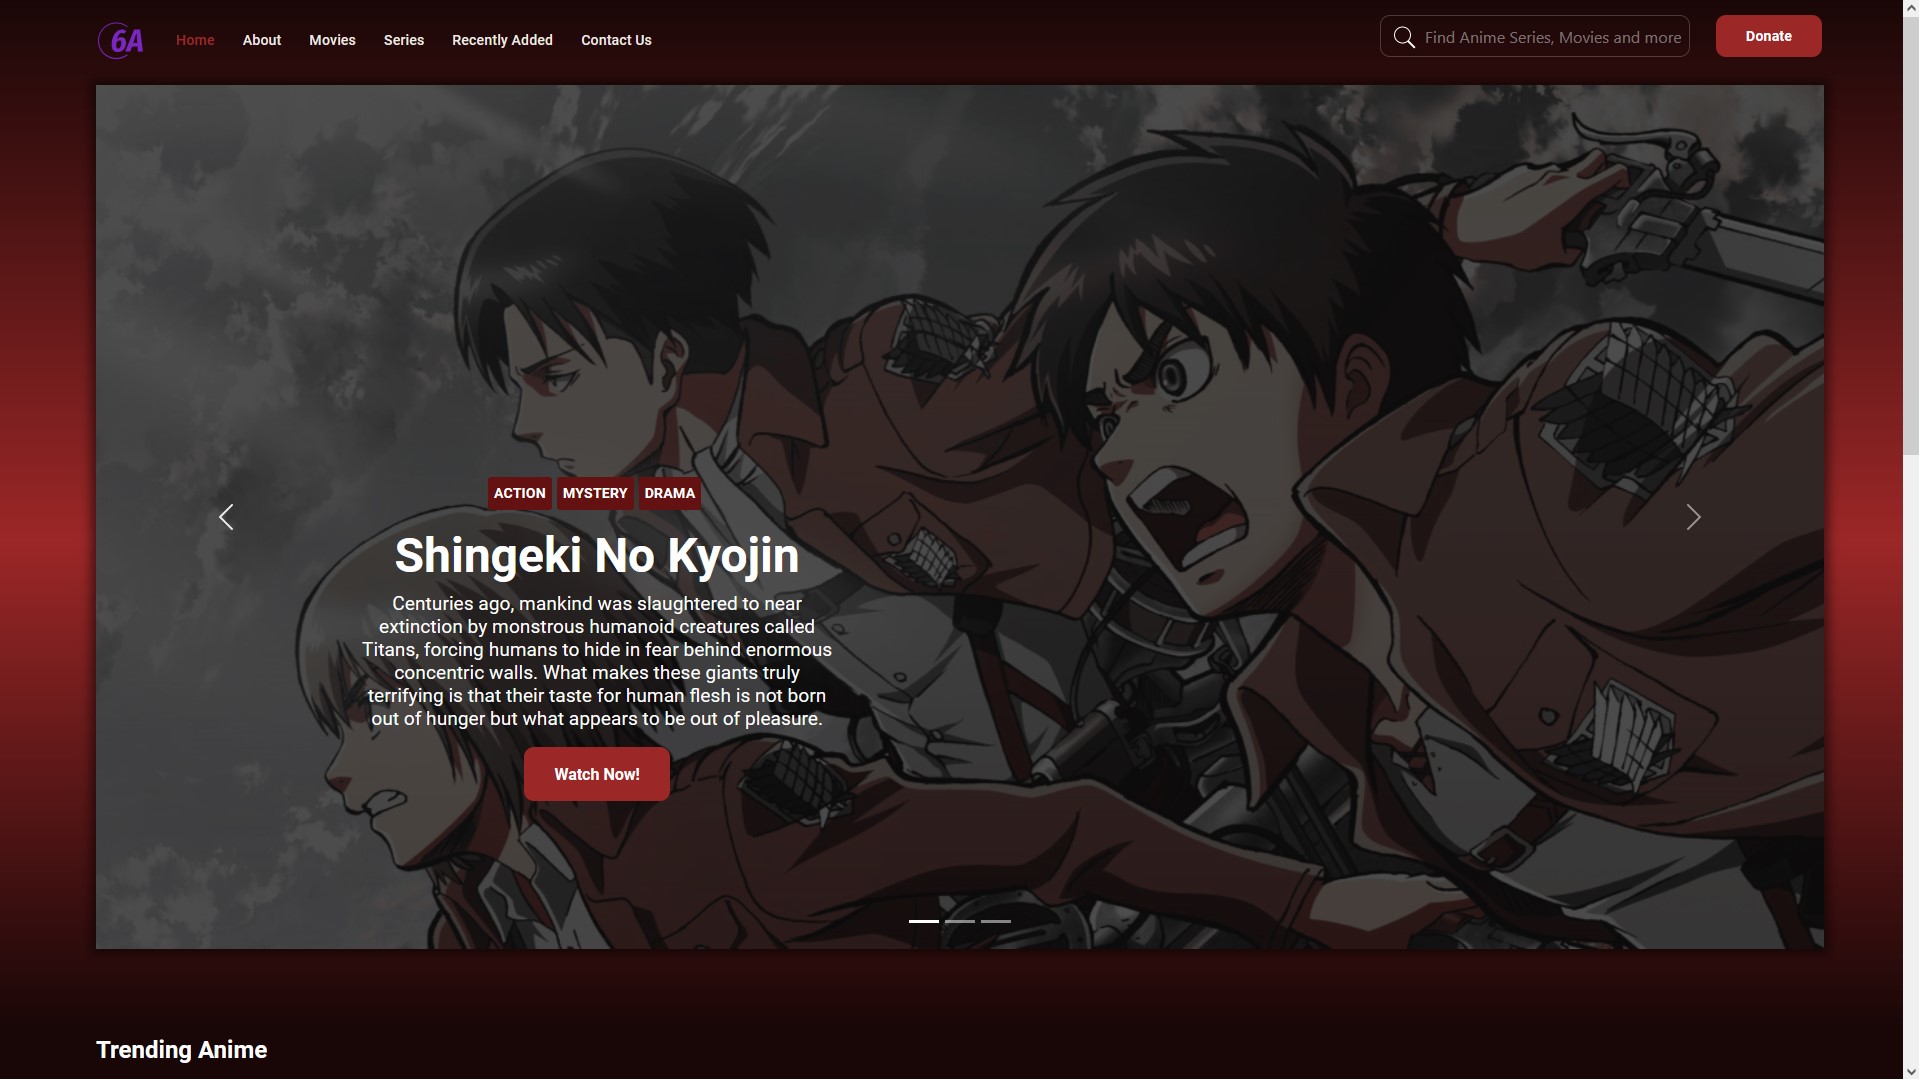 6A
Home
About
Movies
Series
Recently Added
Contact Us
Find Anime Series, Movies and more
Donate
ACTION
MYSTERY
DRAMA
Shingeki No Kyojin
Centuries ago, mankind was slaughtered to near
extinction by monstrous humanoid creatures called
Titans, forcing humans to hide in fear behind enormous
concentric walls. What makes these giants truly
terrifying is that their taste for human flesh is not born
out of hunger but what appears to be out of pleasure.
Watch Now!
Trending Anime